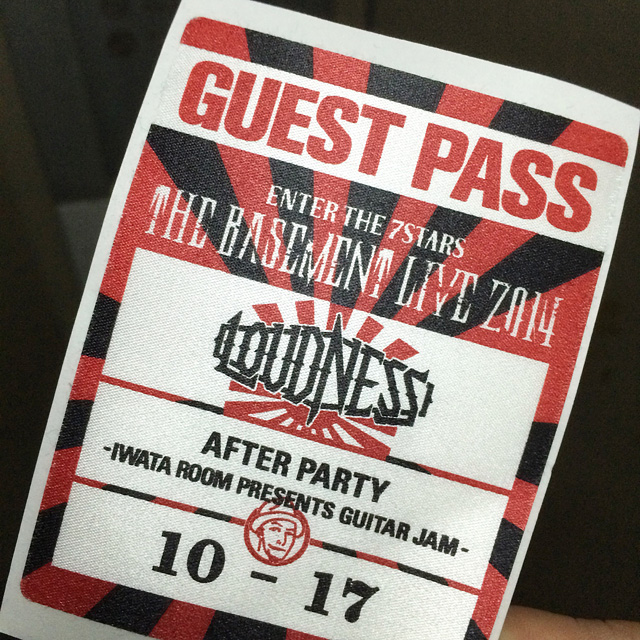 GUEST PASS
ENTER THE 7STARS
THE BASEMENT LIVE 2014
LOUDNESS
AFTER PARTY
-IWATA ROOM PRESENTS GUITAR JAM-
10 - 17